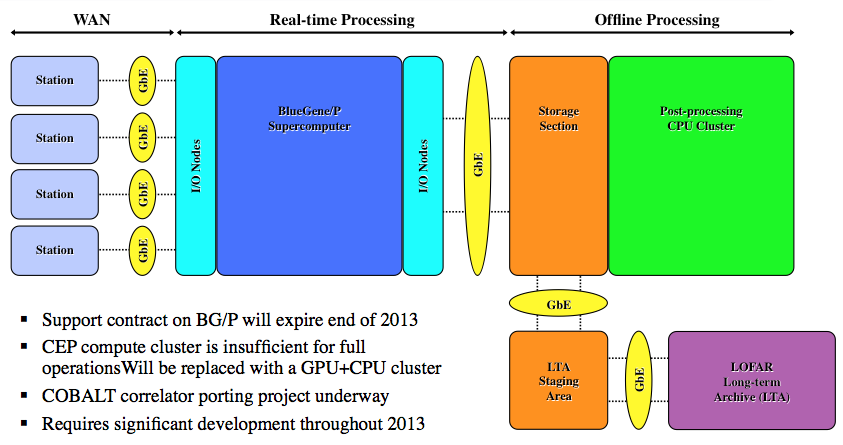 WAN
Real-time Processing
Offline Processing
Station
GbE
Station
GbE
Station
GbE
Station
GbE
I/O Nodes
BlueGene/P
Supercomputer
I/O Nodes
GbE
Storage
Section
Post-processing
CPU Cluster
GbE
LTA
Staging
Area
GbE
LOFAR
Long-term
Archive (LTA)
▪ Support contract on BG/P will expire end of 2013
▪ CEP compute cluster is insufficient for full
operationsWill be replaced with a GPU+CPU cluster
▪ COBALT correlator porting project underway
▪ Requires significant development throughout 2013